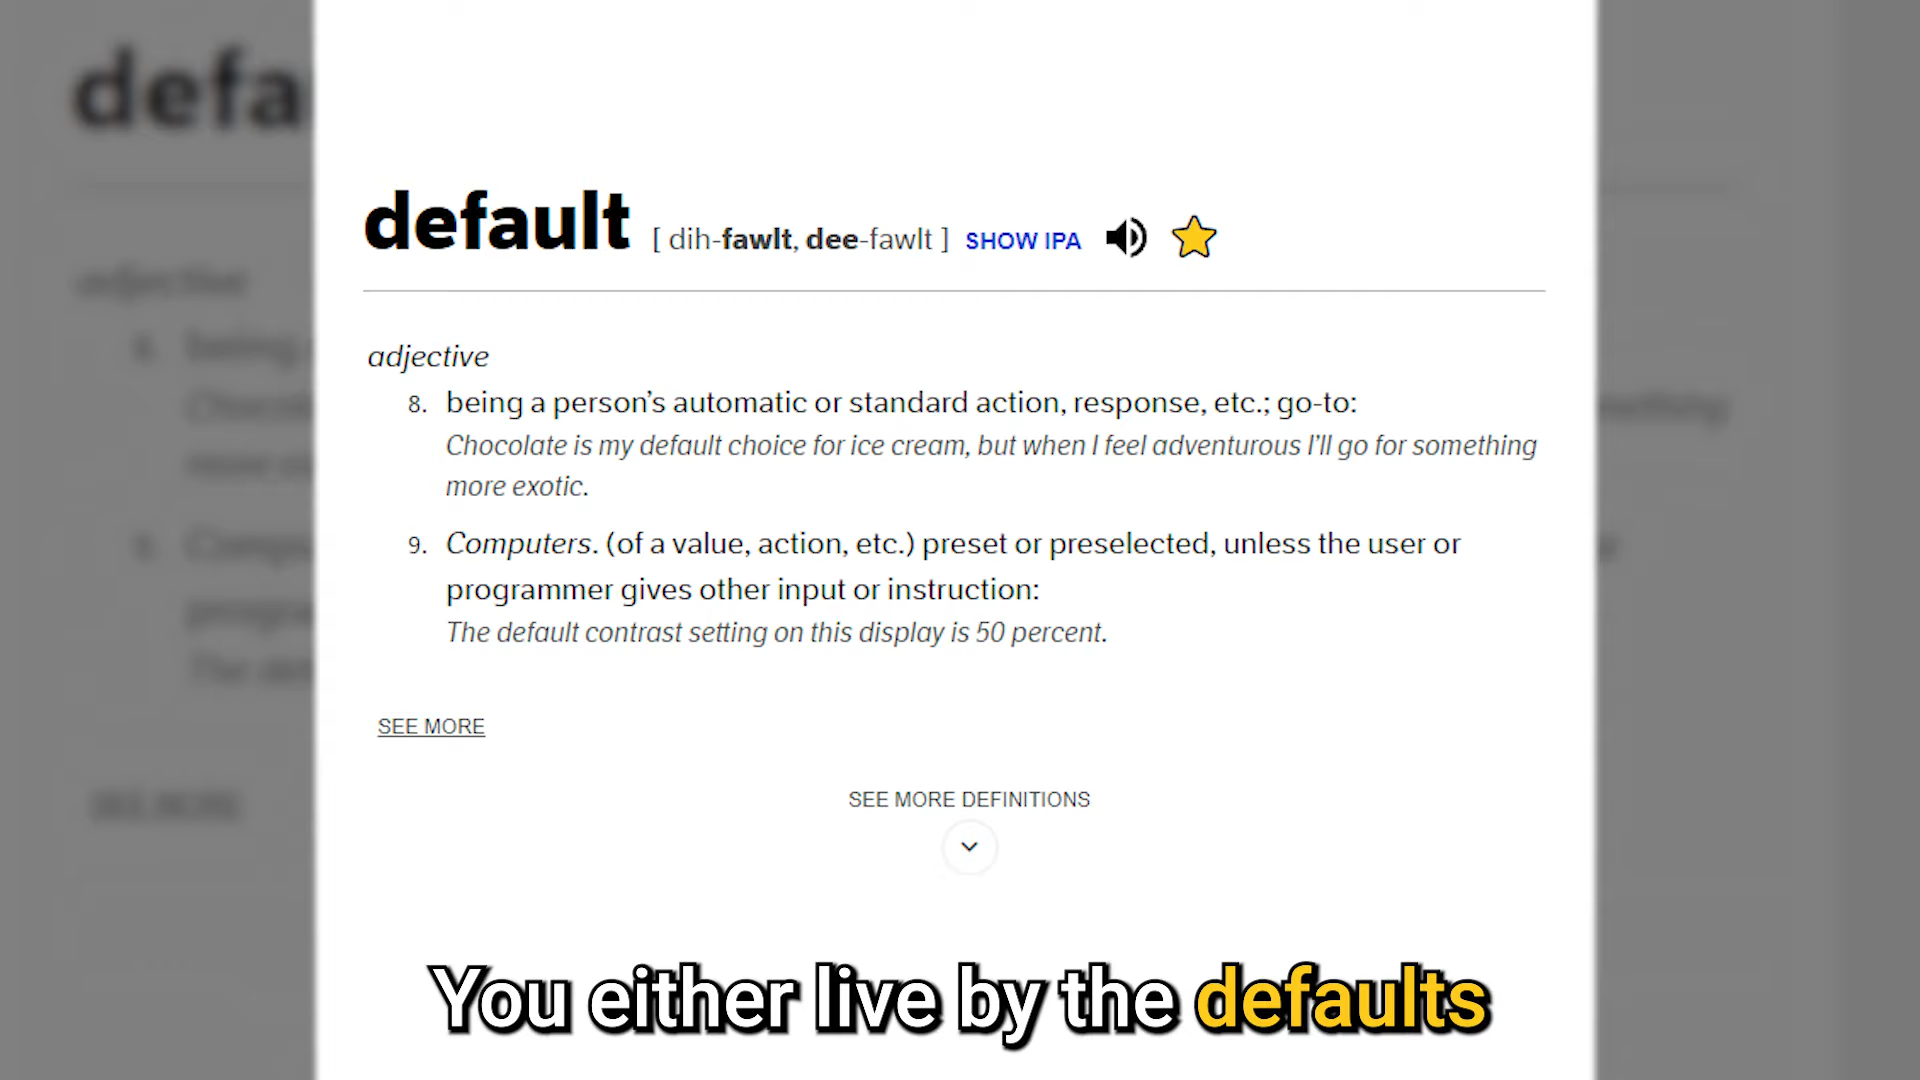 defa
default [ dih-fawlt, dee-fawlt ] SHOW IPA
adjective
8. being a person’s automatic or standard action, response, etc.; go-to:
Chocolate is my default choice for ice cream, but when I feel adventurous I’ll go for something
more exotic.
9. Computers. (of a value, action, etc.) preset or preselected, unless the user or
programmer gives other input or instruction:
The default contrast setting on this display is 50 percent.
SEE MORE
SEE MORE DEFINITIONS
You either live by the defaults